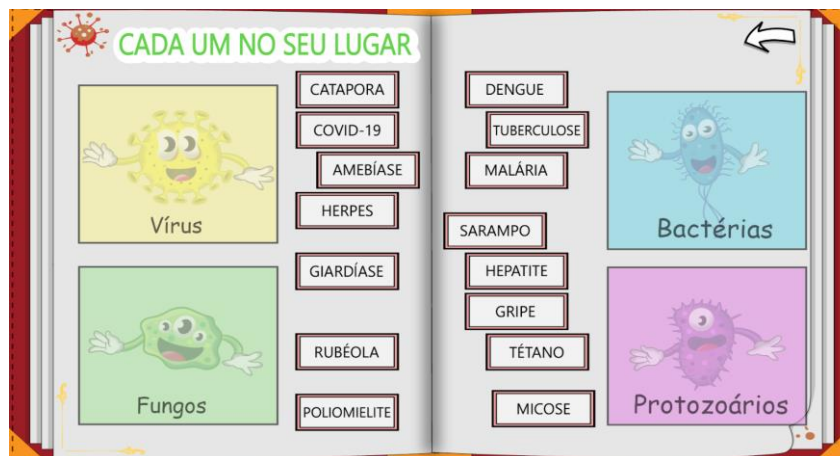 CADA UM NO SEU LUGAR
Vírus
Fungos
CATAPORA
COVID-19
AMEBÍASE
HERPES
GIARDÍASE
RUBÉOLA
POLIOMIELITE
DENGUE
TUBERCULOSE
MALÁRIA
SARAMPO
HEPATITE
GRIPE
TÉTANO
MICOSE
Bactérias
Protozoários